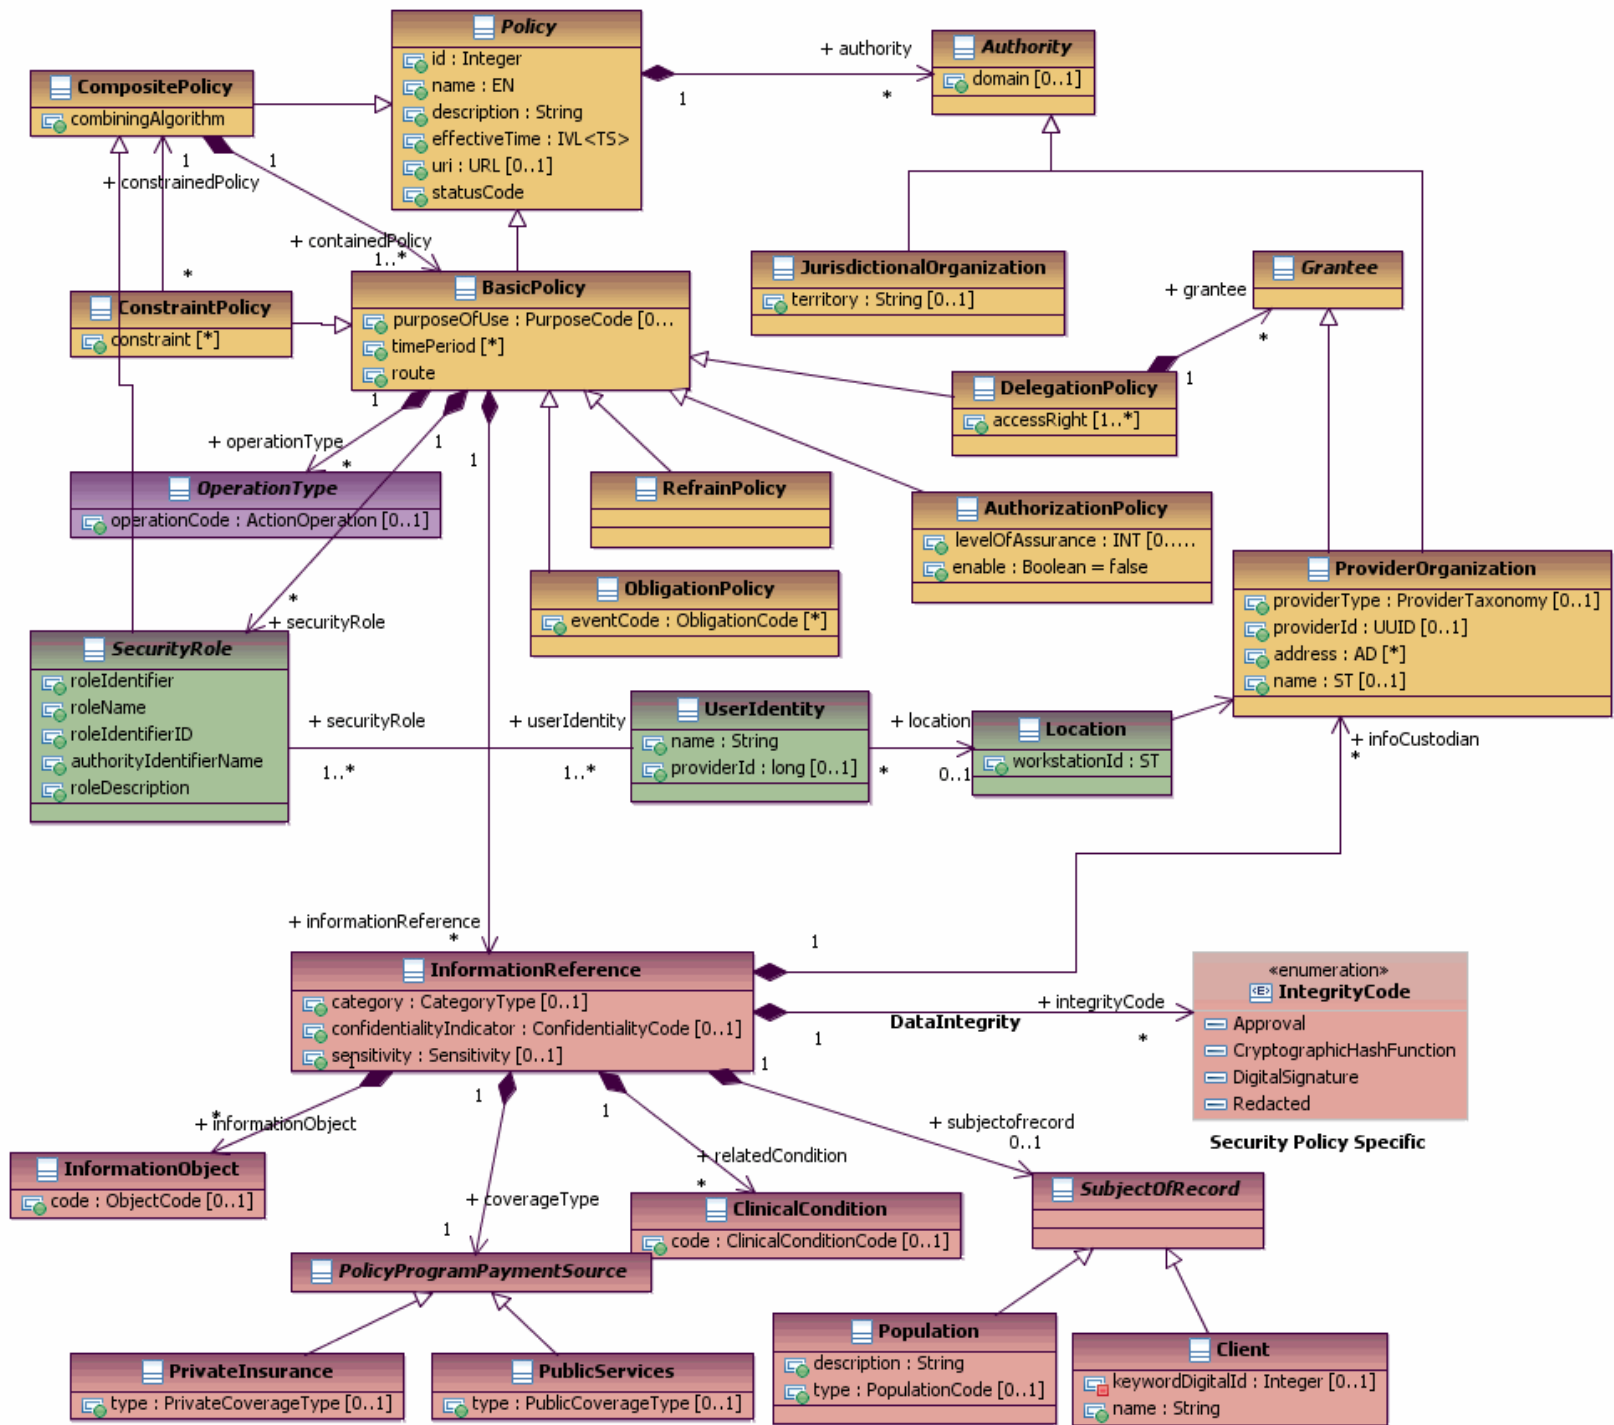 Policy
id : Integer
name : EN
description : String
effectiveTime : IVL<TS>
uri : URL [0..1]
statusCode
+ authority
1
*
Authority
domain [0..1]
CompositePolicy
combiningAlgorithm
1
+ constrainedPolicy
*
1
+ containedPolicy
1..*
ConstraintPolicy
constraint [*]
BasicPolicy
purposeOfUse : PurposeCode [0...
timePeriod [*]
route
JurisdictionalOrganization
territory : String [0..1]
Grantee
+ grantee
*
1
DelegationPolicy
accessRight [1..*]
1
+ operationType
*
1
1
OperationType
operationCode : ActionOperation [0..1]
RefrainPolicy
AuthorizationPolicy
levelOfAssurance : INT [0.....
enable : Boolean = false
ObligationPolicy
eventCode : ObligationCode [*]
ProviderOrganization
providerType : ProviderTaxonomy [0..1]
providerId : UUID [0..1]
address : AD [*]
name : ST [0..1]
*
+ securityRole
SecurityRole
roleIdentifier
roleName
roleIdentifierID
authorityIdentifierName
roleDescription
+ securityRole
1..*
+ userIdentity
1..*
UserIdentity
name : String
providerId : long [0..1]
+ location
*
0..1
Location
workstationId : ST
+ infoCustodian
*
+ informationReference
*
InformationReference
category : CategoryType [0..1]
confidentialityIndicator : ConfidentialityCode [0..1]
sensitivity : Sensitivity [0..1]
1
+ integrityCode
DataIntegrity
1
*
«enumeration»
IntegrityCode
Approval
CryptographicHashFunction
DigitalSignature
Redacted
Security Policy Specific
1
*
+ informationObject
InformationObject
code : ObjectCode [0..1]
1
+ coverageType
1
1
+ relatedCondition
*
1
+ subjectofrecord
0..1
ClinicalCondition
code : ClinicalConditionCode [0..1]
SubjectOfRecord
PolicyProgramPaymentSource
PrivateInsurance
type : PrivateCoverageType [0..1]
PublicServices
type : PublicCoverageType [0..1]
Population
description : String
type : PopulationCode [0..1]
Client
keywordDigitalId : Integer [0..1]
name : String